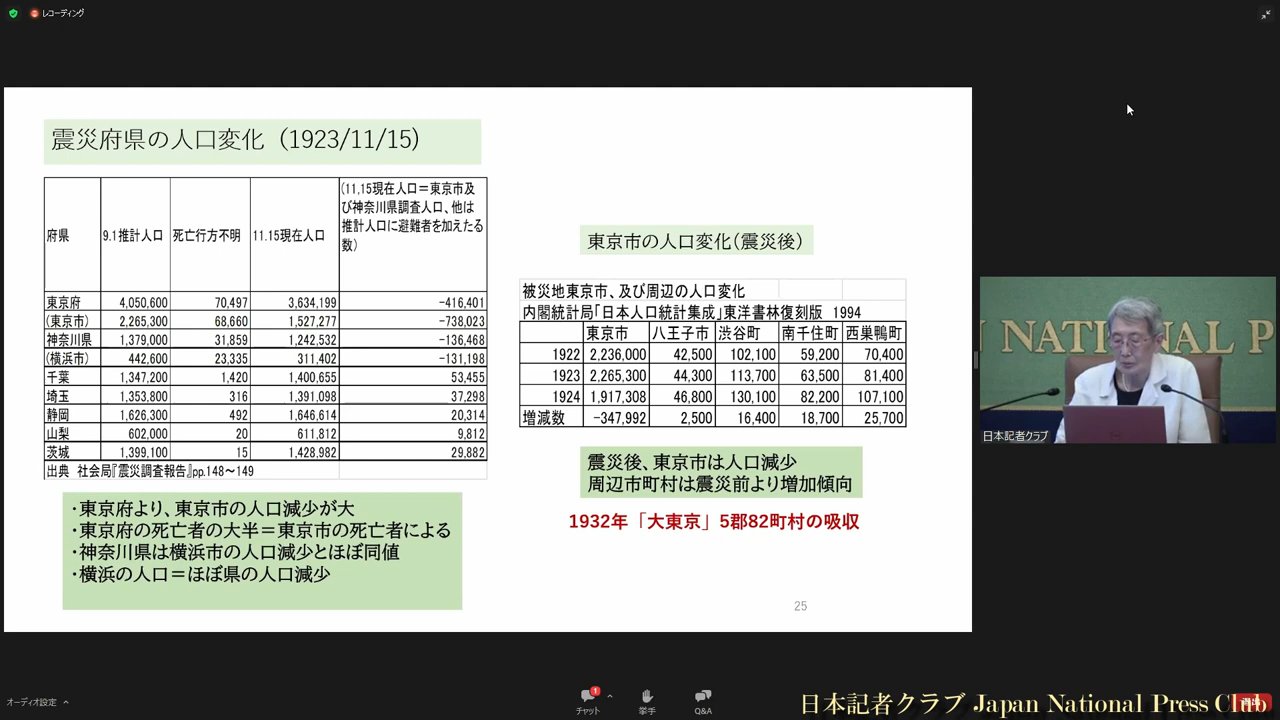 レコーディング
震災府県の人口変化（1923/11/15）
府県 9.1推計人口 死亡行方不明 11.15現在人口 (11,15現在人口＝東京市及び神奈川県調査人口、他は推計人口に避難者を加えたる数)
東京府 4,050,600 70,497 3,634,199 -416,401
(東京市) 2,265,300 68,660 1,527,277 -738,023
神奈川県 1,379,000 31,859 1,242,532 -136,468
(横浜市) 442,600 23,335 311,402 -131,198
千葉 1,347,200 1,420 1,400,655 53,455
埼玉 1,353,800 316 1,391,098 37,298
静岡 1,626,300 492 1,646,614 20,314
山梨 602,000 20 611,812 9,812
茨城 1,399,100 15 1,428,982 29,882
出典 社会局『震災調査報告』pp.148～149
・東京府より、東京市の人口減少が大
・東京府の死亡者の大半＝東京市の死亡者による
・神奈川県は横浜市の人口減少とほぼ同値
・横浜の人口＝ほぼ県の人口減少
東京市の人口変化（震災後）
被災地東京市、及び周辺の人口変化
内閣統計局「日本人口統計集成」東洋書林復刻版 1994
東京市 八王子市 渋谷町 南千住町 西巣鴨町
1922 2,236,000 42,500 102,100 59,200 70,400
1923 2,265,300 44,300 113,700 63,500 81,400
1924 1,917,308 46,800 130,100 82,200 107,100
増減数 -347,992 2,500 16,400 18,700 25,700
震災後、東京市は人口減少
周辺市町村は震災前より増加傾向
1932年「大東京」5郡82町村の吸収
25
NATIONAL P
日本記者クラブ
オーディオ設定
チャット
1
挙手
Q&A
日本記者クラブ Japan National Press Club